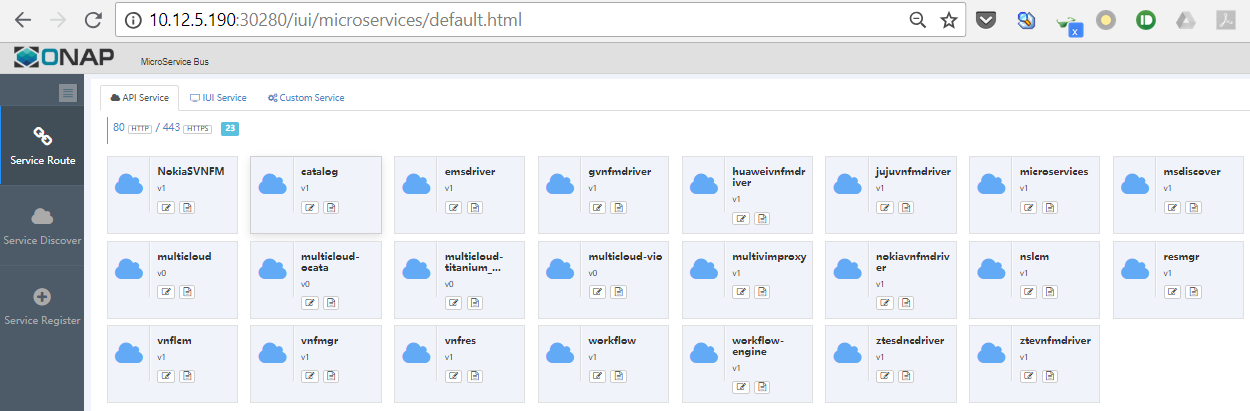 10.12.5.190:30280/iui/microservices/default.html
x
ONAP
MicroService Bus
API Service
IUI Service
Custom Service
80 HTTP / 443 HTTPS 23
Service Route
Service Discover
Service Register
NokiaSVNFM
v1
catalog
v1
emsdriver
v1
gvnfmdriver
v1
huaweivnfmdr
iver
v1
jujuvnfmdriver
v1
microservices
v1
msdiscover
v1
multicloud
v0
multicloud-
ocata
v0
multicloud-
titanium_...
v0
multicloud-vio
v0
multivimproxy
v1
nokiavnfmdriv
er
v1
nslcm
v1
resmgr
v1
vnflcm
v1
vnfmgr
v1
vnfres
v1
workflow
v1
workflow-
engine
v1
ztesdncdriver
v1
ztevnfmdriver
v1